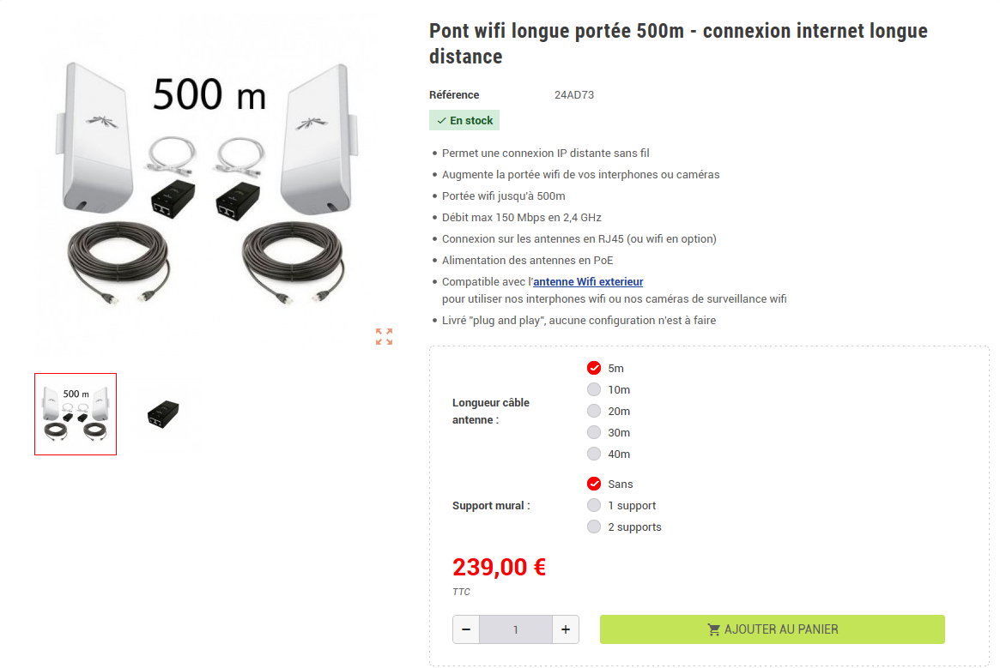 500 m
500 m
Pont wifi longue portée 500m - connexion internet longue
distance
Référence 24AD73
En stock
Permet une connexion IP distante sans fil
Augmente la portée wifi de vos interphones ou caméras
Portée wifi jusqu'à 500m
Débit max 150 Mbps en 2,4 GHz
Connexion sur les antennes en RJ45 (ou wifi en option)
Alimentation des antennes en PoE
Compatible avec l'antenne Wifi exterieur
pour utiliser nos interphones wifi ou nos caméras de surveillance wifi
Livré "plug and play", aucune configuration n'est à faire
Longueur câble
antenne :
5m
10m
20m
30m
40m
Support mural :
Sans
1 support
2 supports
239,00 €
TTC
− 1 +
AJOUTER AU PANIER